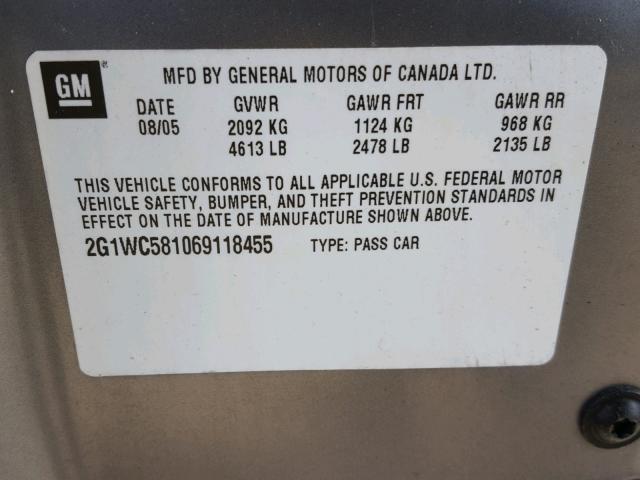 GM
MFD BY GENERAL MOTORS OF CANADA LTD.
DATE GVWR GAWR FRT GAWR RR
08/05 2092 KG 1124 KG 968 KG
4613 LB 2478 LB 2135 LB
THIS VEHICLE CONFORMS TO ALL APPLICABLE U.S. FEDERAL MOTOR
VEHICLE SAFETY, BUMPER, AND THEFT PREVENTION STANDARDS IN
EFFECT ON THE DATE OF MANUFACTURE SHOWN ABOVE.
2G1WC581069118455 TYPE: PASS CAR